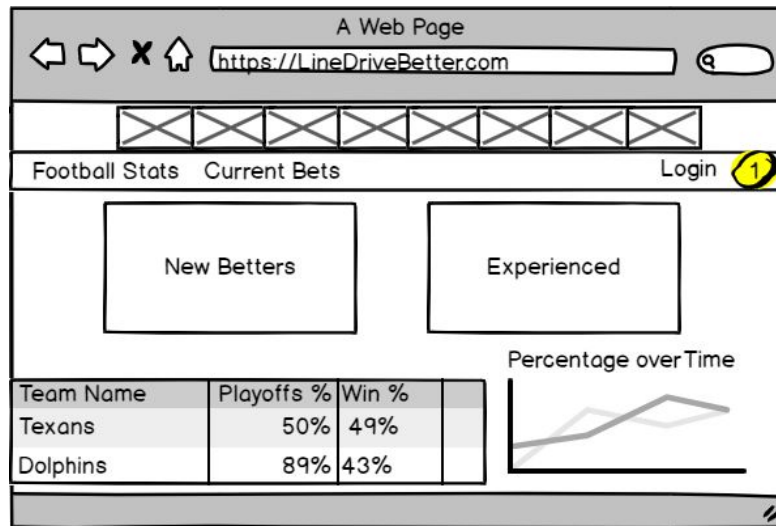 A Web Page
https://LineDriveBetter.com
Football Stats Current Bets Login 1
New Betters Experienced
Percentage over Time
Team Name Playoffs % Win %
Texans 50% 49%
Dolphins 89% 43%